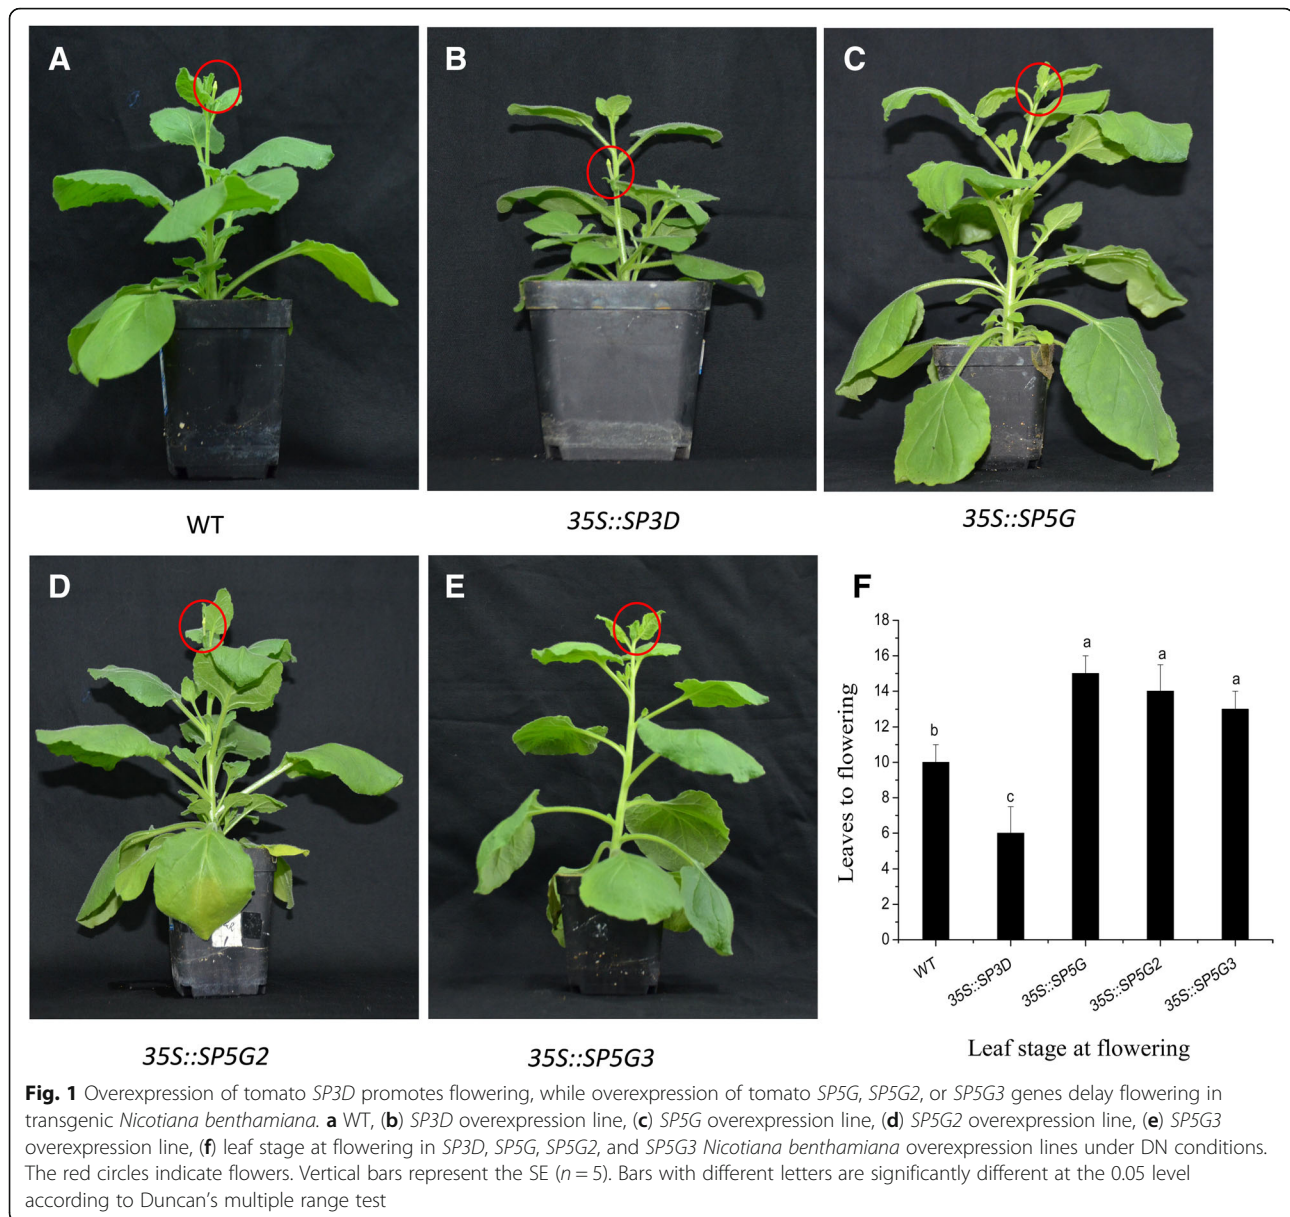 A
B
C
WT
35S::SP3D
35S::SP5G
D
E
F
18
16
14
12
10
8
6
4
2
0
Leaves to flowering
b
c
a
a
a
WT
35S::SP3D
35S::SP5G
35S::SP5G2
35S::SP5G3
Leaf stage at flowering
35S::SP5G2
35S::SP5G3
Fig. 1 Overexpression of tomato SP3D promotes flowering, while overexpression of tomato SP5G, SP5G2, or SP5G3 genes delay flowering in
transgenic Nicotiana benthamiana. a WT, (b) SP3D overexpression line, (c) SP5G overexpression line, (d) SP5G2 overexpression line, (e) SP5G3
overexpression line, (f) leaf stage at flowering in SP3D, SP5G, SP5G2, and SP5G3 Nicotiana benthamiana overexpression lines under DN conditions.
The red circles indicate flowers. Vertical bars represent the SE (n = 5). Bars with different letters are significantly different at the 0.05 level
according to Duncan’s multiple range test